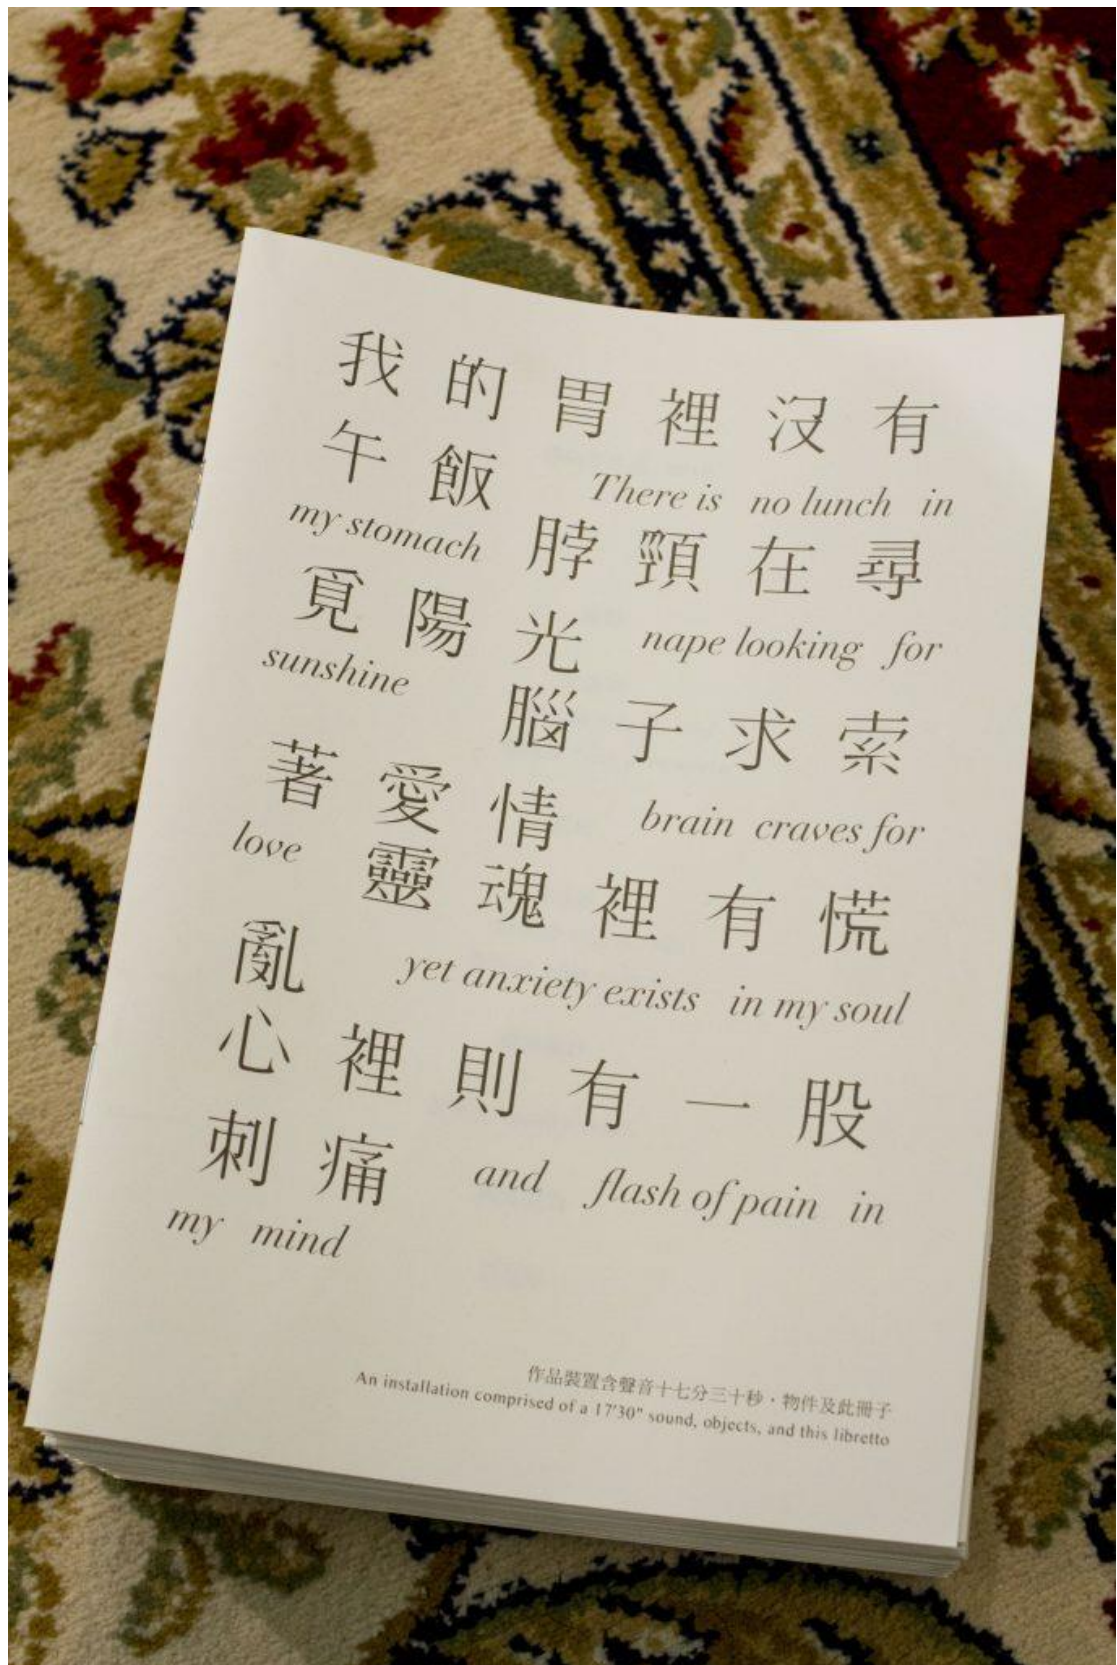 我的胃裡沒有
午飯 There is no lunch in
my stomach 脖頸在尋
覓陽光 nape looking for
sunshine 腦子求索
著愛情 brain craves for
love 靈魂裡有慌
亂 yet anxiety exists in my soul
心裡則有一股
刺痛 and flash of pain in
my mind
作品裝置含聲音十七分三十秒・物件及此冊子
An installation comprised of a 17'30" sound, objects, and this libretto